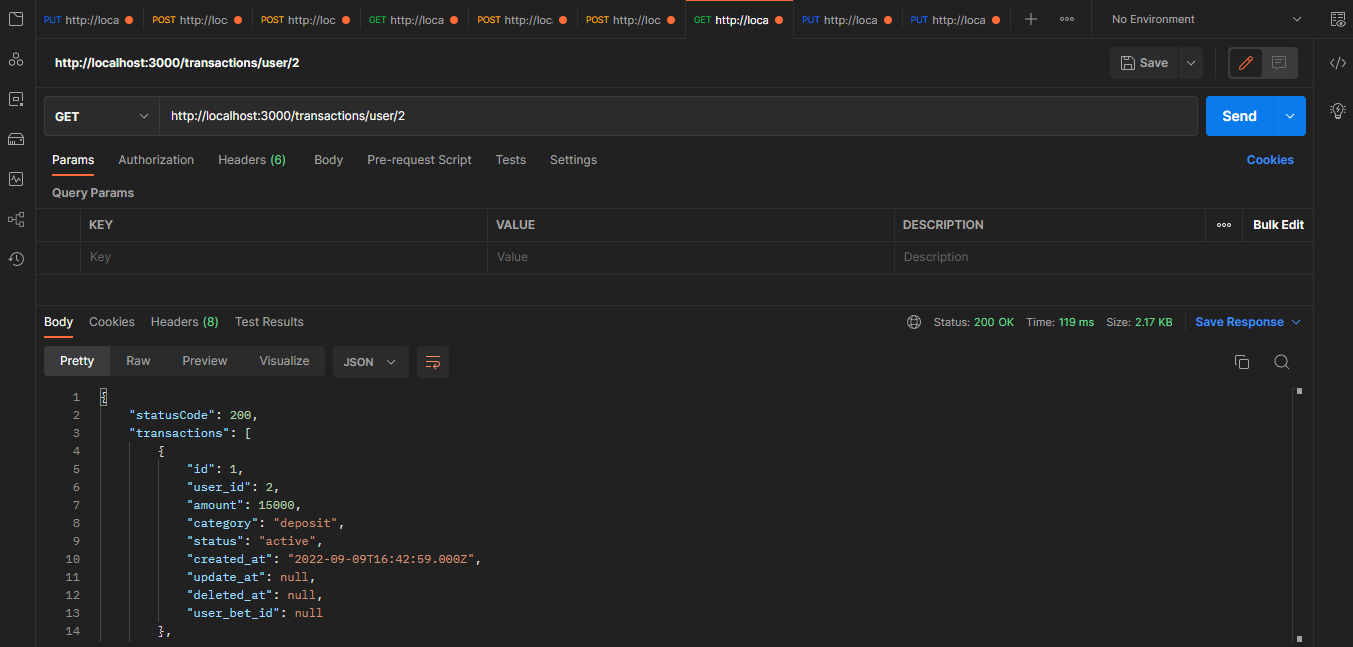 PUT http://loca POST http://loc POST http://loc GET http://loca POST http://loc POST http://loc GET http://loca PUT http://loca PUT http://loca No Environment
http://localhost:3000/transactions/user/2 Save
GET http://localhost:3000/transactions/user/2 Send
Params Authorization Headers (6) Body Pre-request Script Tests Settings Cookies
Query Params
KEY VALUE DESCRIPTION Bulk Edit
Key Value Description
Body Cookies Headers (8) Test Results Status: 200 OK Time: 119 ms Size: 2.17 KB Save Response
Pretty Raw Preview Visualize JSON
1 {
2 "statusCode": 200,
3 "transactions": [
4 {
5 "id": 1,
6 "user_id": 2,
7 "amount": 15000,
8 "category": "deposit",
9 "status": "active",
10 "created_at": "2022-09-09T16:42:59.000Z",
11 "update_at": null,
12 "deleted_at": null,
13 "user_bet_id": null
14 },